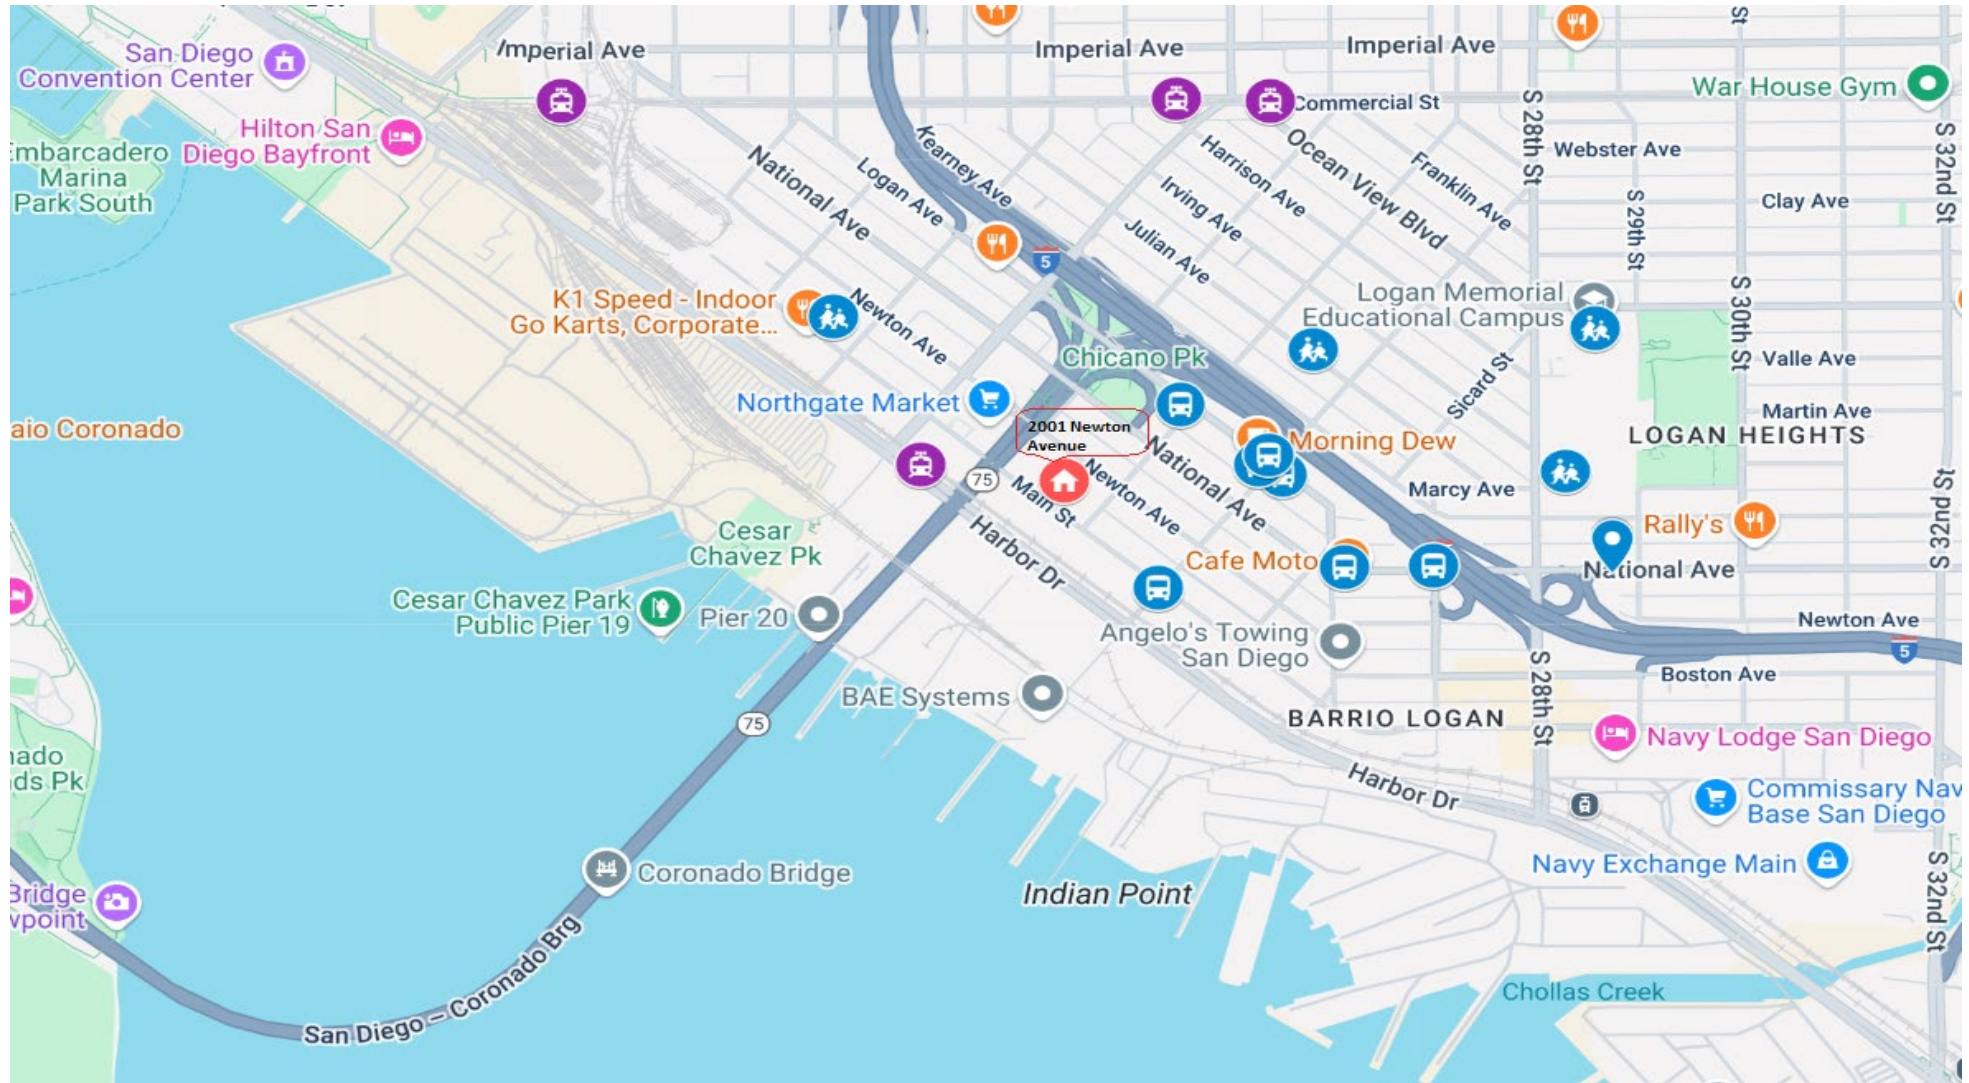 Imperial Ave
Imperial Ave
Imperial Ave
San Diego
Convention Center
War House Gym
Commercial St
Hilton San
Diego Bayfront
Embarcadero
Marina
Park South
Kearney Ave
National Ave
Logan Ave
Harrison Ave
Ocean View Blvd
Franklin Ave
Irving Ave
Julian Ave
S 28th St
Webster Ave
S 32nd St
St
Clay Ave
S 29th St
5
K1 Speed - Indoor
Go Karts, Corporate...
Newton Ave
Logan Memorial
Educational Campus
S 30th St
Chicano Pk
Valle Ave
Sicard St
Northgate Market
2001 Newton
Avenue
Martin Ave
LOGAN HEIGHTS
aio Coronado
Morning Dew
National Ave
Newton Ave
Main St
75
Marcy Ave
S 32nd St
Rally's
Cesar
Chavez Pk
Harbor Dr
Cafe Moto
National Ave
Cesar Chavez Park
Public Pier 19
Pier 20
Newton Ave
5
Angelo's Towing
San Diego
Boston Ave
BAE Systems
S 28th St
BARRIO LOGAN
75
Navy Lodge San Diego
nado
ds Pk
Harbor Dr
Commissary Nav
Base San Diego
Navy Exchange Main
Coronado Bridge
Bridge
wpoint
Indian Point
S 32nd St
San Diego – Coronado Brg
Chollas Creek